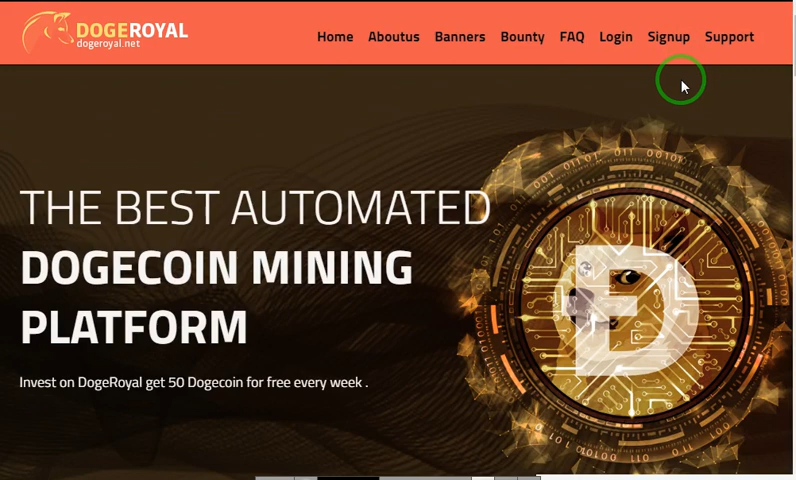 DOGEROYAL
dogeroyal.net
Home Aboutus Banners Bounty FAQ Login Signup Support
THE BEST AUTOMATED
DOGECOIN MINING
PLATFORM
Invest on DogeRoyal get 50 Dogecoin for free every week .